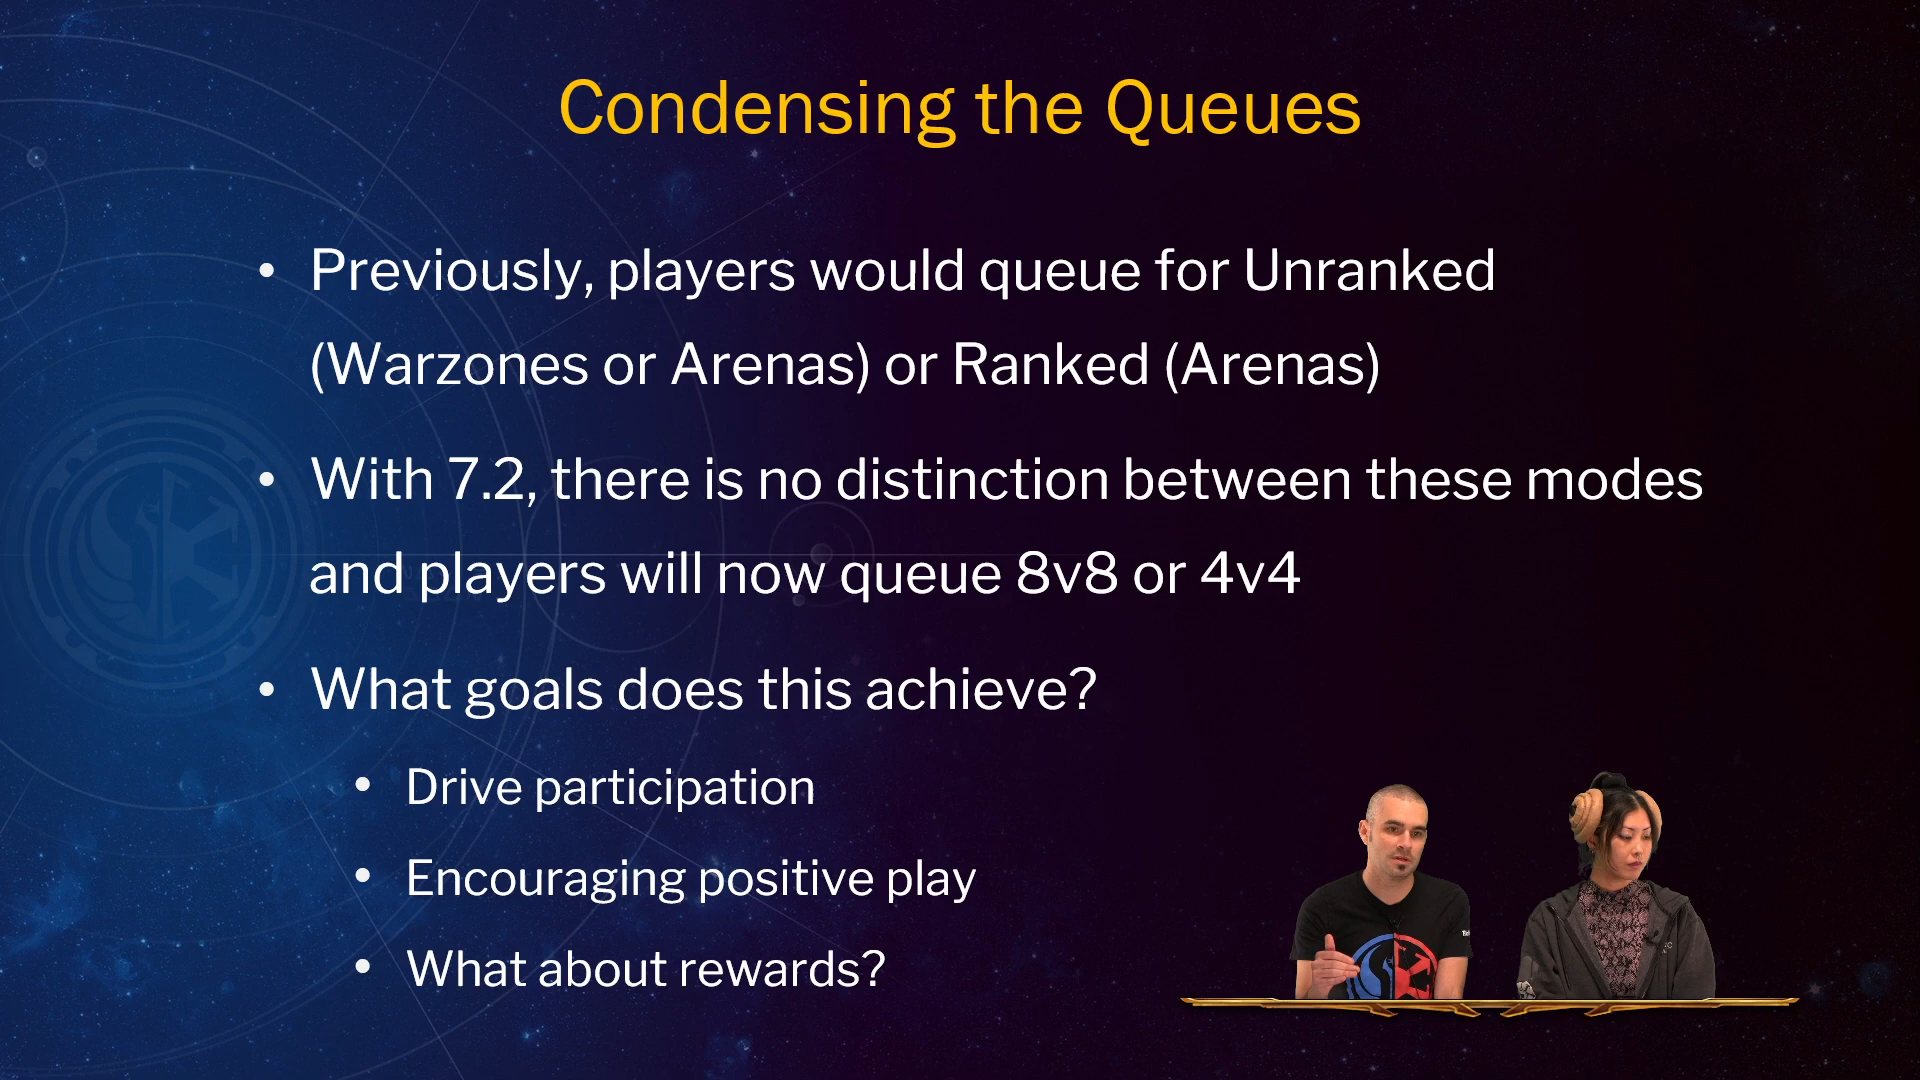 Condensing the Queues
• Previously, players would queue for Unranked
(Warzones or Arenas) or Ranked (Arenas)
• With 7.2, there is no distinction between these modes
and players will now queue 8v8 or 4v4
• What goals does this achieve?
• Drive participation
• Encouraging positive play
• What about rewards?